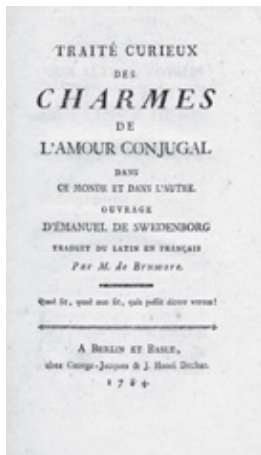 TRAITÉ CURIEUX
DES
CHARMES
DE
L'AMOUR CONJUGAL
DANS
CE MONDE ET DANS L'AUTRE.
OUVRAGE
D'ÉMANUEL DE SWEDENBORG
TRADUIT DU LATIN EN FRANÇAIS
Par M. de Brumore.
Quod sit, quod non sit, quis possit dicere verum!
A BERLIN ET BASLE,
chez George-Jacques & J. Henri Decker.
1784.